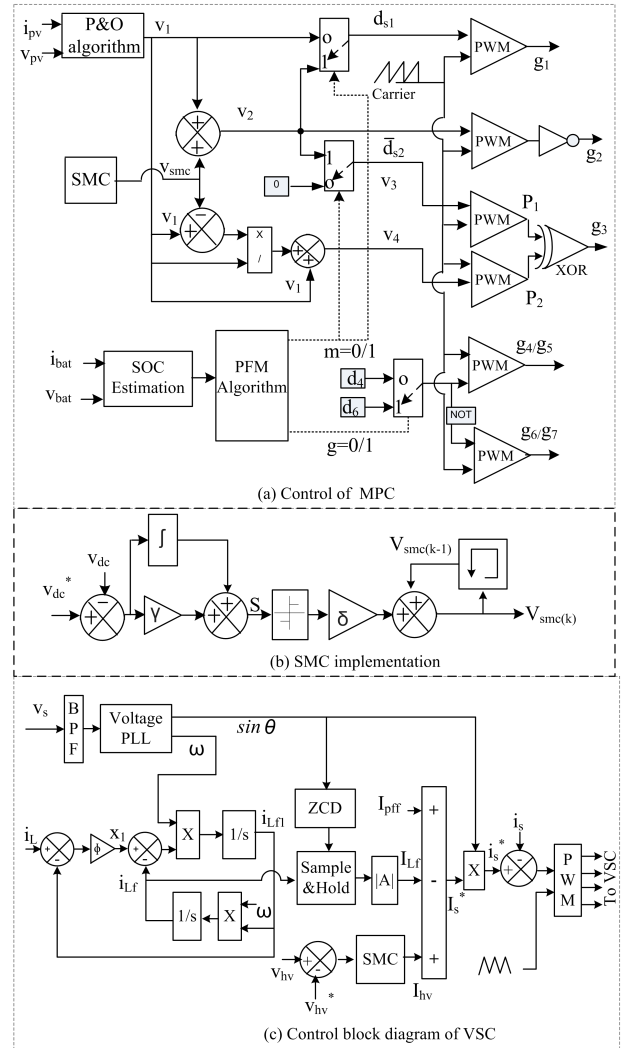 i_pv
v_pv
P&O
algorithm
v_1
d_s1
o
1
PWM
g_1
Carrier
+
+
v_2
PWM
g_2
SMC
v_smc
1
o
0
d̅_s2
v_3
PWM
P_1
g_3
XOR
v_1
−
+
X
/
+
+
v_1
v_4
PWM
P_2
i_bat
v_bat
SOC
Estimation
PFM
Algorithm
m=0/1
d_4
d_6
o
1
g=0/1
PWM
g_4/g_5
NOT
PWM
g_6/g_7
(a) Control of MPC
v_dc*
v_dc
−
+
∫
γ
+
+
S
δ
V_smc(k-1)
+
+
V_smc(k)
(b) SMC implementation
v_s
B
P
F
Voltage
PLL
sin θ
ω
i_L
+
-
ϕ
x_1
+
-
X
1/s
i_Lf1
i_Lf
1/s
X
ω
ZCD
Sample
&Hold
|A|
I_Lf
I_pff
+
-
+
I_s*
X
i_s*
i_s
+
-
P
W
M
To VSC
v_hv
+
-
v_hv*
SMC
I_hv
(c) Control block diagram of VSC